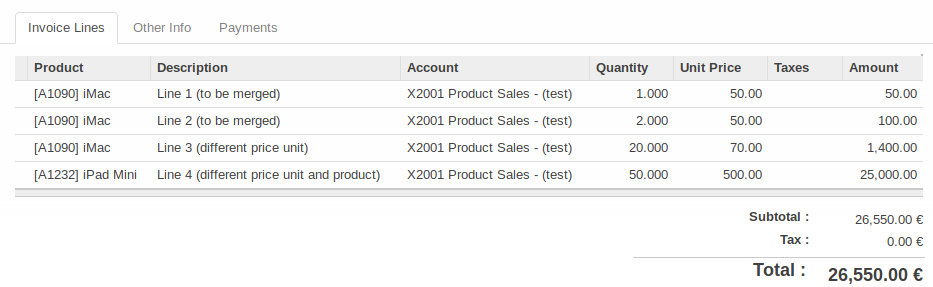 Invoice Lines Other Info Payments
Product Description Account Quantity Unit Price Taxes Amount
[A1090] iMac Line 1 (to be merged) X2001 Product Sales - (test) 1.000 50.00 50.00
[A1090] iMac Line 2 (to be merged) X2001 Product Sales - (test) 2.000 50.00 100.00
[A1090] iMac Line 3 (different price unit) X2001 Product Sales - (test) 20.000 70.00 1,400.00
[A1232] iPad Mini Line 4 (different price unit and product) X2001 Product Sales - (test) 50.000 500.00 25,000.00
Subtotal : 26,550.00 €
Tax : 0.00 €
Total : 26,550.00 €